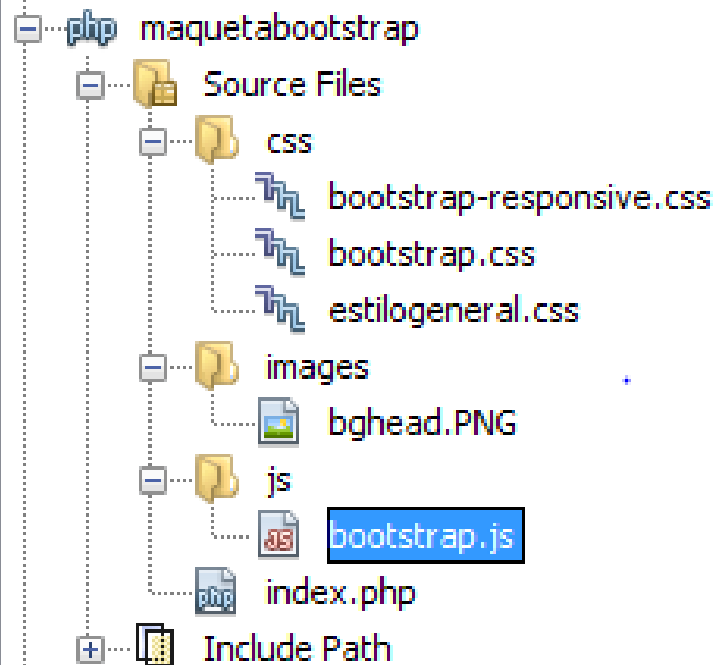 php maquetabootstrap
Source Files
css
bootstrap-responsive.css
bootstrap.css
estilogeneral.css
images
bghead.PNG
js
JS bootstrap.js
php index.php
Include Path